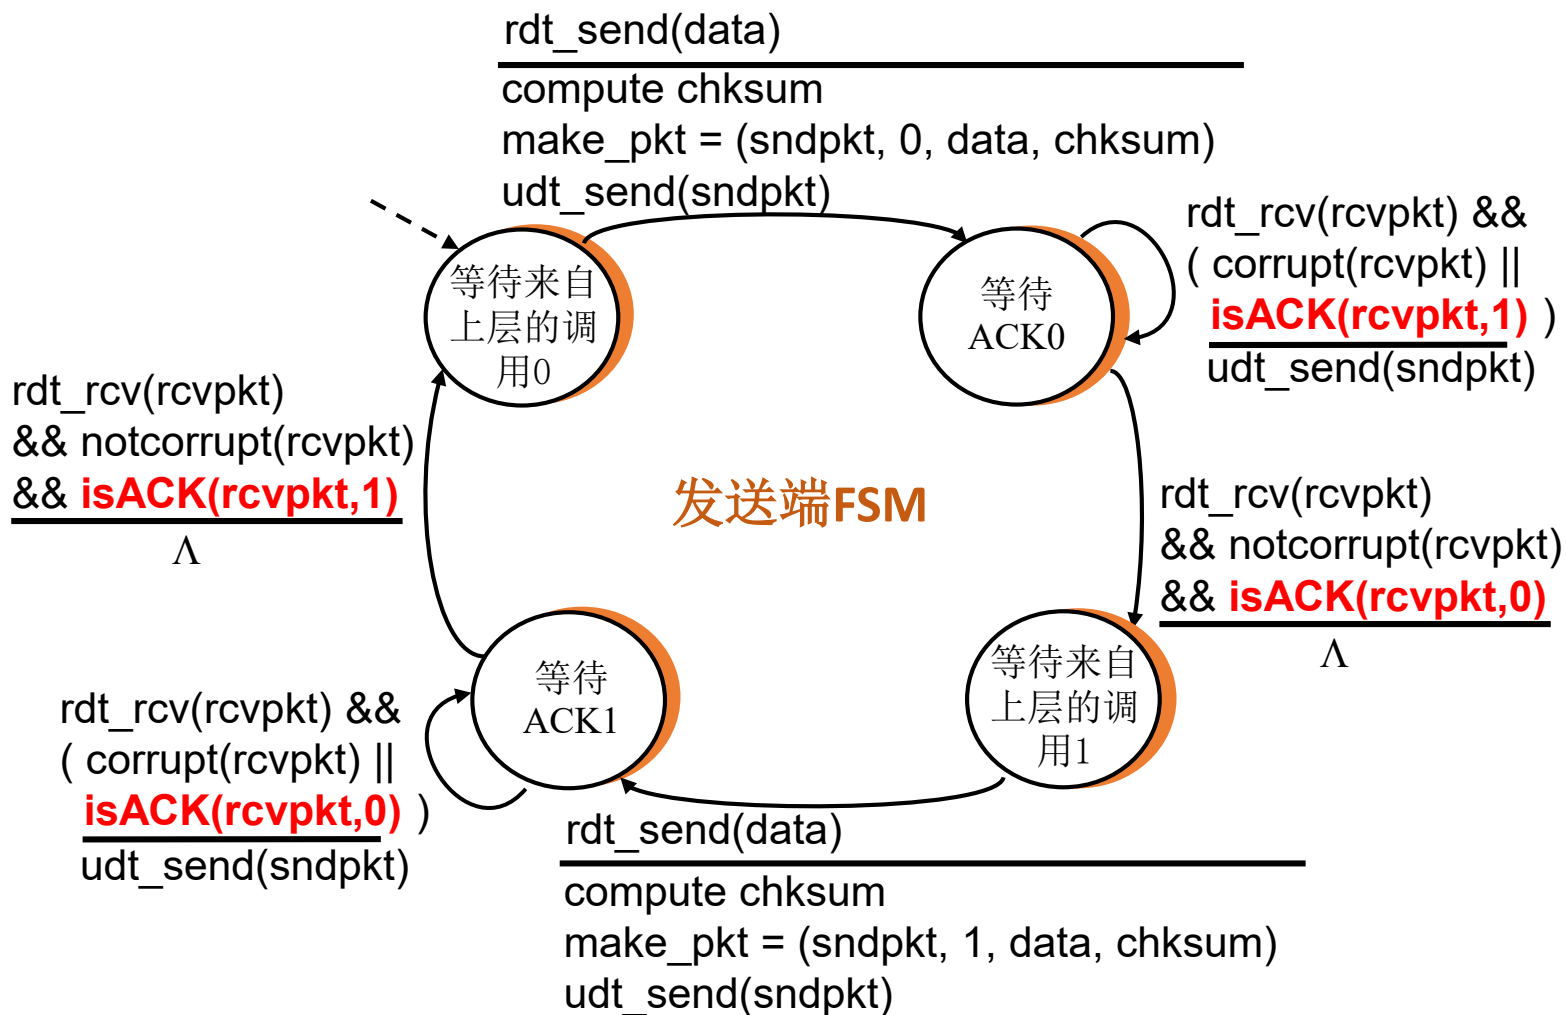 rdt_send(data)
compute chksum
make_pkt = (sndpkt, 0, data, chksum)
udt_send(sndpkt)
等待来自
上层的调
用0
等待
ACK0
rdt_rcv(rcvpkt) &&
( corrupt(rcvpkt) ||
isACK(rcvpkt,1) )
udt_send(sndpkt)
rdt_rcv(rcvpkt)
&& notcorrupt(rcvpkt)
&& isACK(rcvpkt,1)
Λ
发送端FSM
rdt_rcv(rcvpkt)
&& notcorrupt(rcvpkt)
&& isACK(rcvpkt,0)
Λ
等待
ACK1
等待来自
上层的调
用1
rdt_rcv(rcvpkt) &&
( corrupt(rcvpkt) ||
isACK(rcvpkt,0) )
udt_send(sndpkt)
rdt_send(data)
compute chksum
make_pkt = (sndpkt, 1, data, chksum)
udt_send(sndpkt)